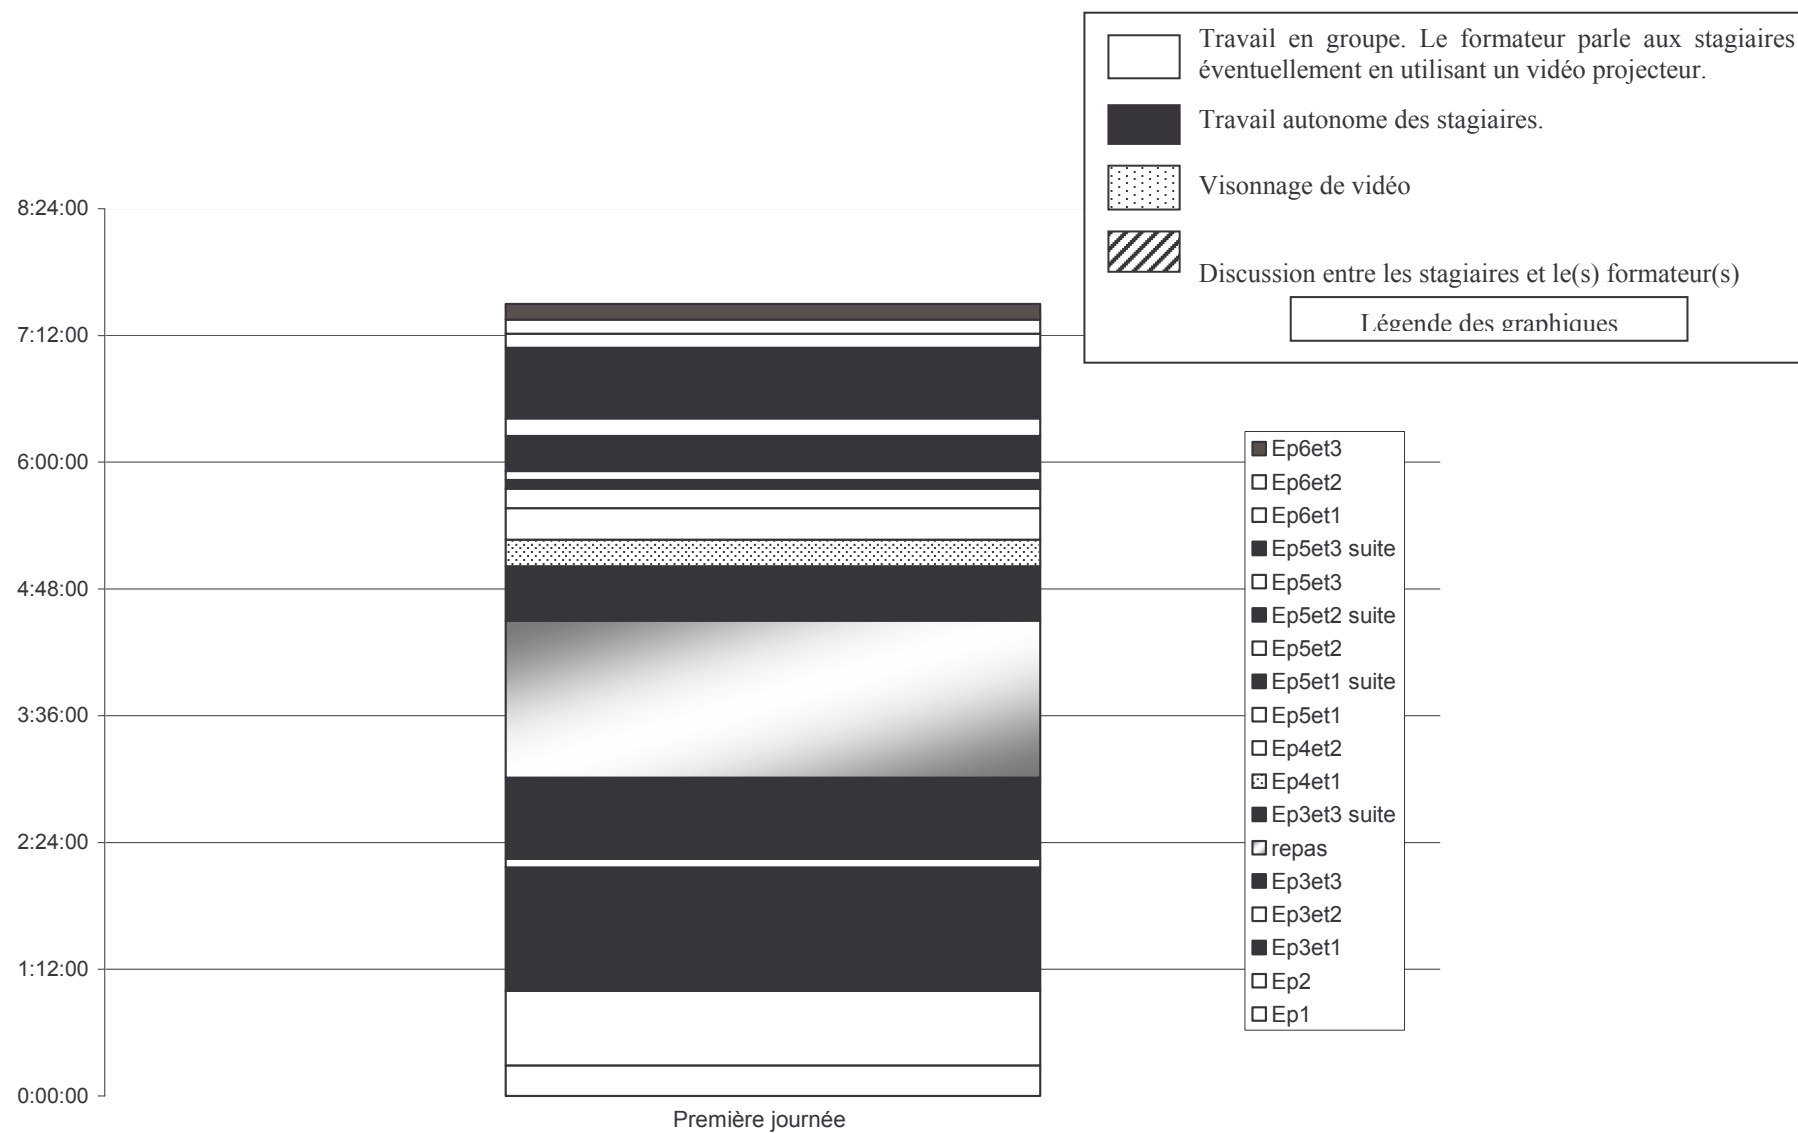 Travail en groupe. Le formateur parle aux stagiaires
éventuellement en utilisant un vidéo projecteur.
Travail autonome des stagiaires.
Visonnage de vidéo
Discussion entre les stagiaires et le(s) formateur(s)
Légende des graphiques
8:24:00
7:12:00
6:00:00
4:48:00
3:36:00
2:24:00
1:12:00
0:00:00
Première journée
Ep6et3
Ep6et2
Ep6et1
Ep5et3 suite
Ep5et3
Ep5et2 suite
Ep5et2
Ep5et1 suite
Ep5et1
Ep4et2
Ep4et1
Ep3et3 suite
repas
Ep3et3
Ep3et2
Ep3et1
Ep2
Ep1